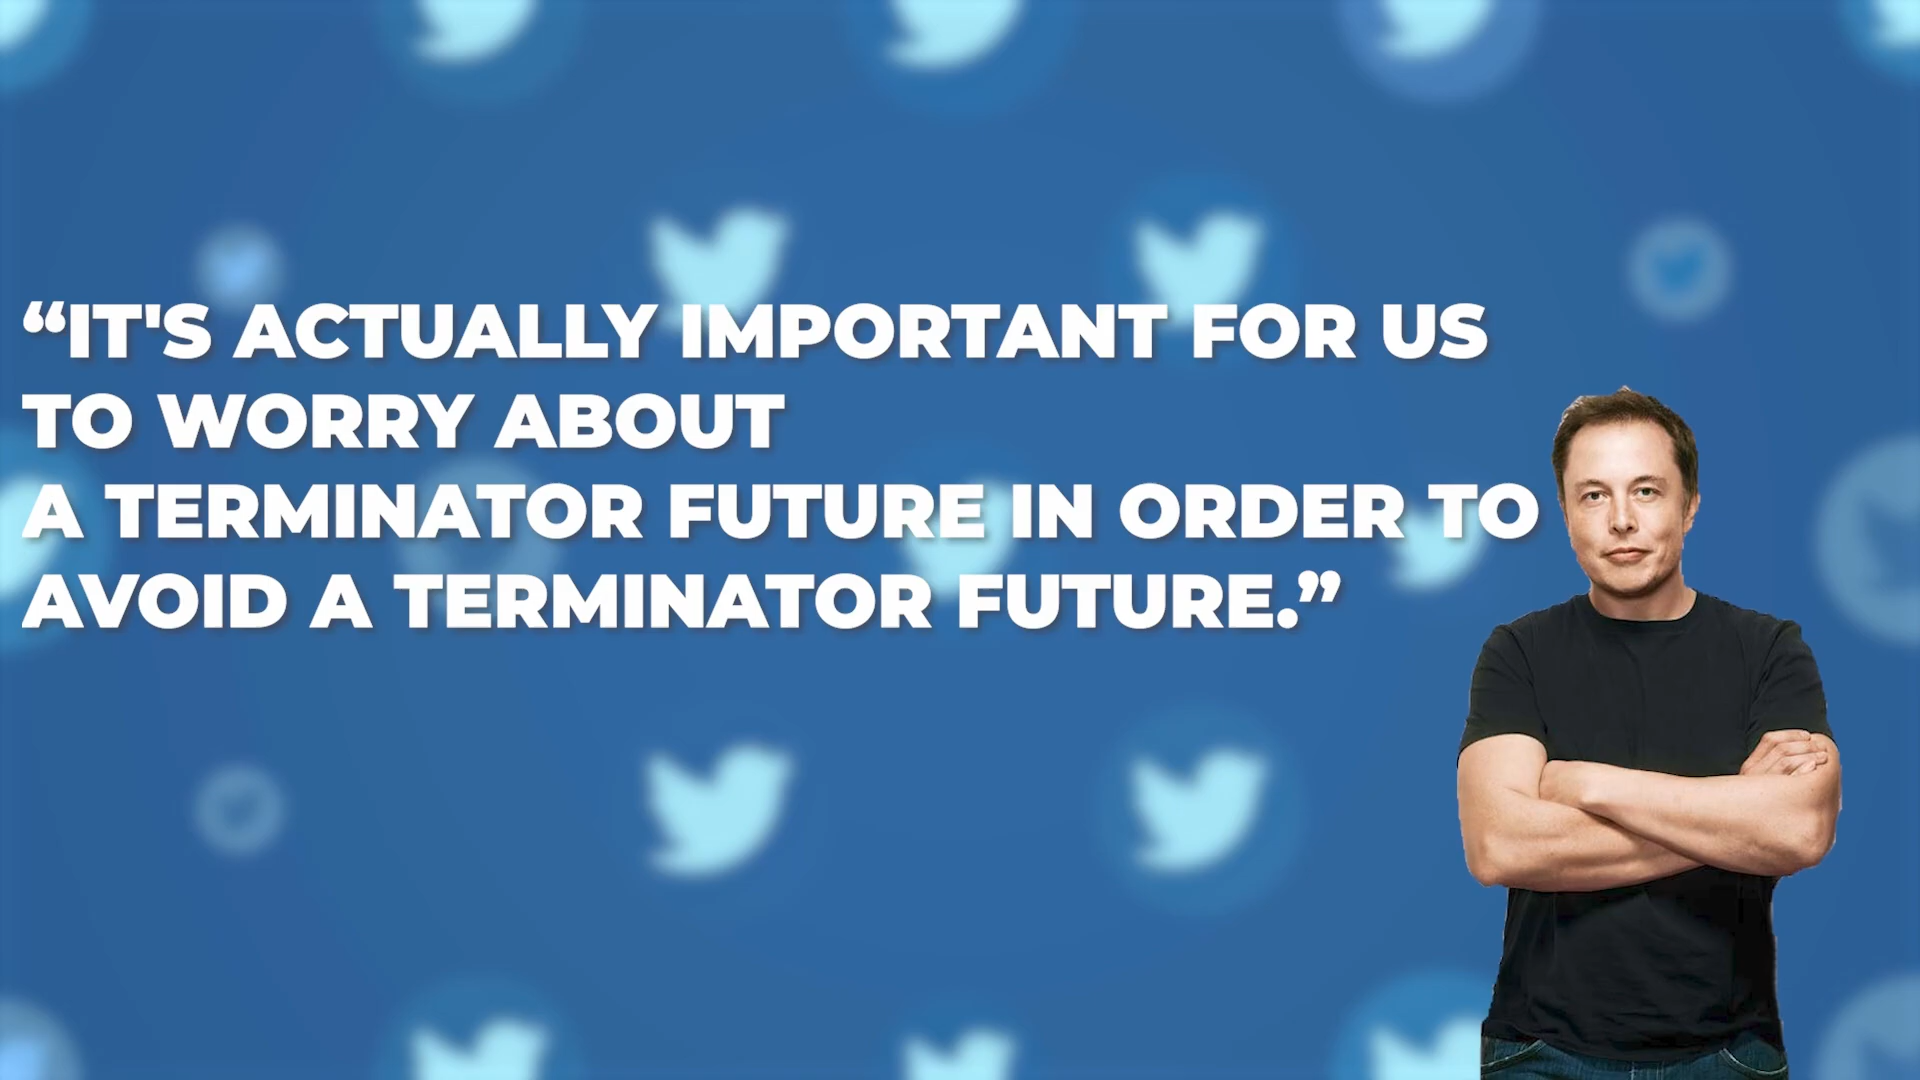 “IT'S ACTUALLY IMPORTANT FOR US
TO WORRY ABOUT
A TERMINATOR FUTURE IN ORDER TO
AVOID A TERMINATOR FUTURE.”